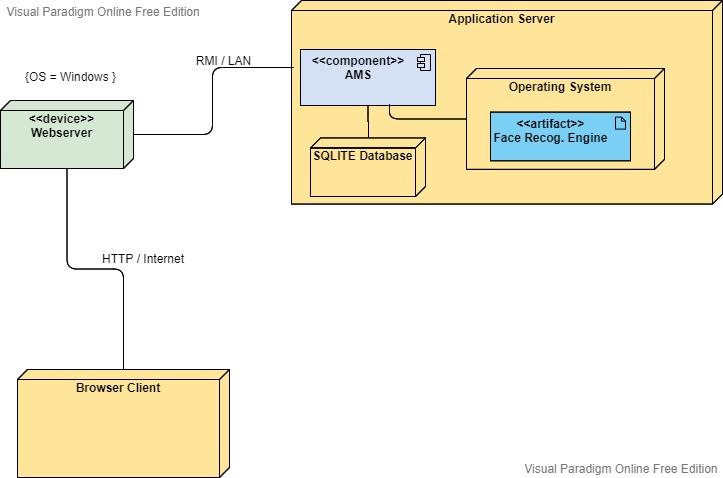 Visual Paradigm Online Free Edition
Application Server
RMI / LAN
<<component>>
AMS
{OS = Windows }
Operating System
<<device>>
Webserver
<<artifact>>
Face Recog. Engine
SQLITE Database
HTTP / Internet
Browser Client
Visual Paradigm Online Free Edition